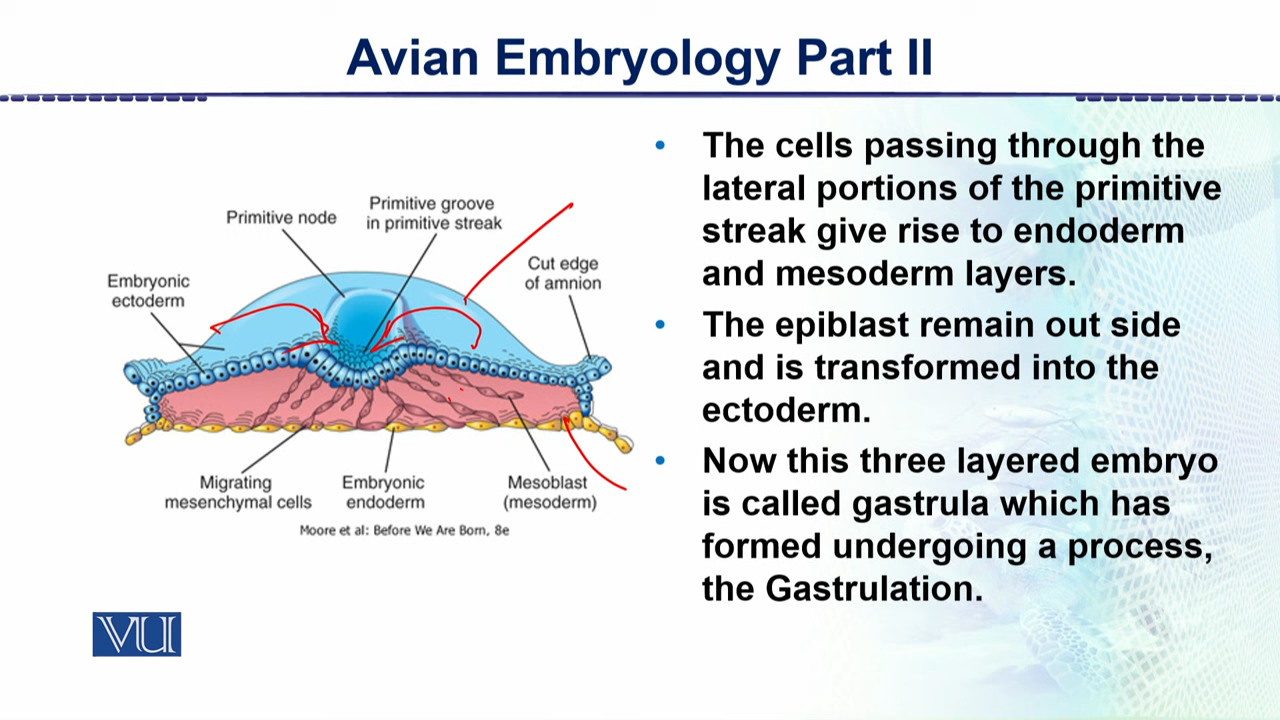 Avian Embryology Part II
Primitive node
Primitive groove
in primitive streak
Embryonic
ectoderm
Cut edge
of amnion
Migrating
mesenchymal cells
Embryonic
endoderm
Mesoblast
(mesoderm)
Moore et al: Before We Are Born, 8e
VU
• The cells passing through the
lateral portions of the primitive
streak give rise to endoderm
and mesoderm layers.
• The epiblast remain out side
and is transformed into the
ectoderm.
• Now this three layered embryo
is called gastrula which has
formed undergoing a process,
the Gastrulation.